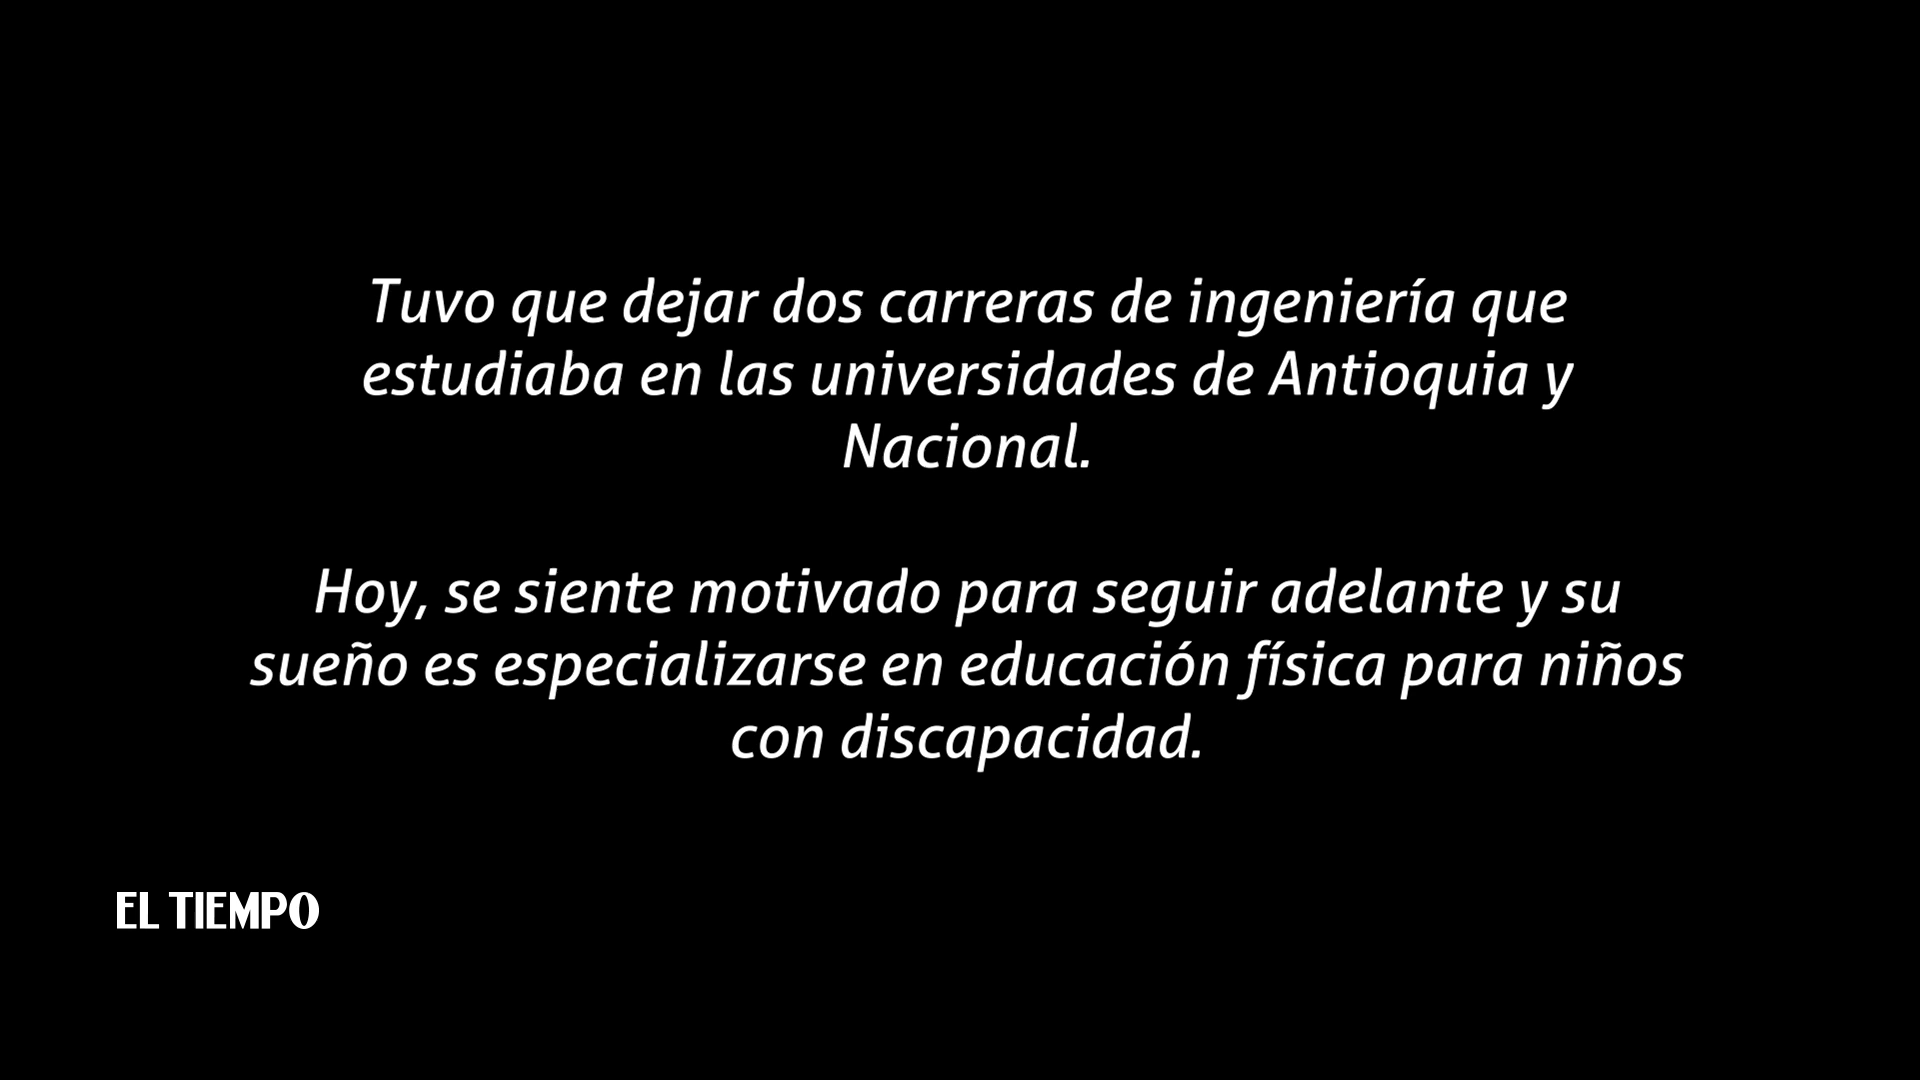 Tuvo que dejar dos carreras de ingeniería que
estudiaba en las universidades de Antioquia y
Nacional.
Hoy, se siente motivado para seguir adelante y su
sueño es especializarse en educación física para niños
con discapacidad.
EL TIEMPO